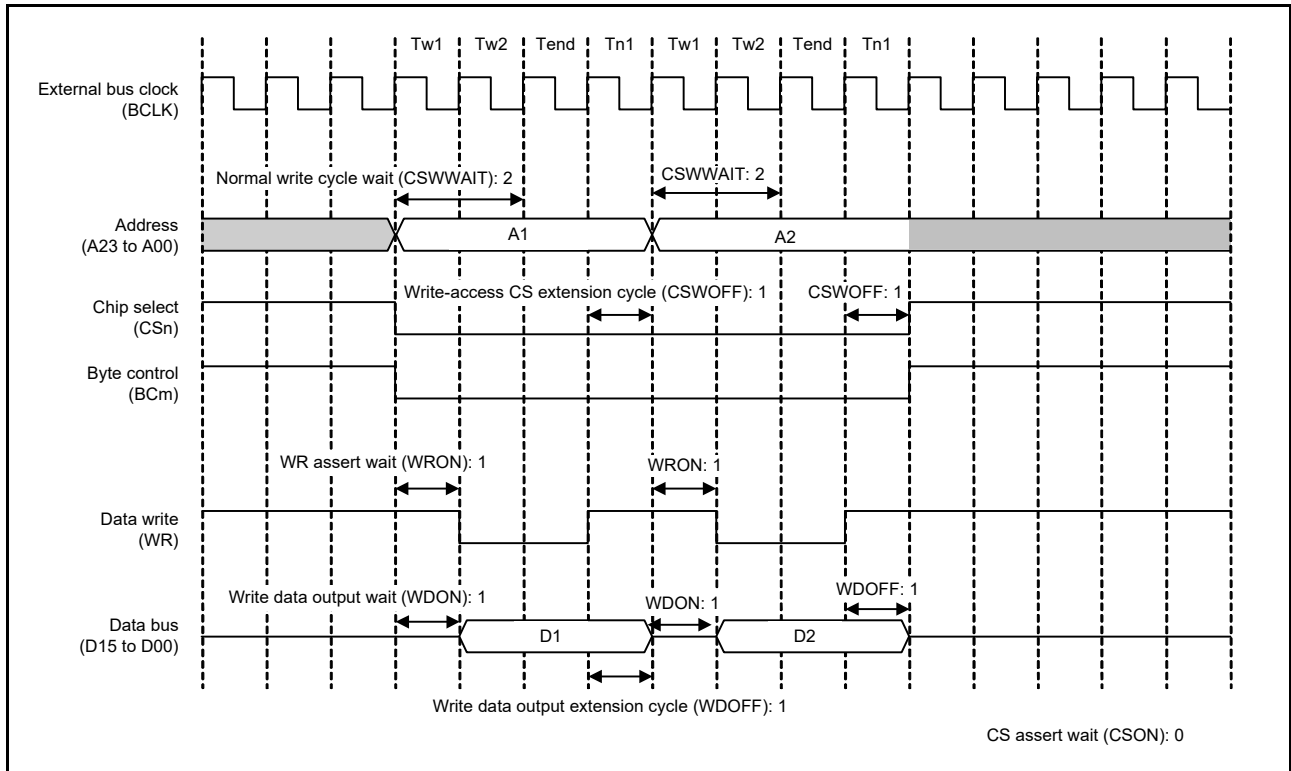 Tw1 Tw2 Tend Tn1 Tw1 Tw2 Tend Tn1
External bus clock
(BCLK)
Normal write cycle wait (CSWWAIT): 2
CSWWAIT: 2
Address
(A23 to A00)
A1
A2
Write-access CS extension cycle (CSWOFF): 1
CSWOFF: 1
Chip select
(CSn)
Byte control
(BCm)
WR assert wait (WRON): 1
WRON: 1
Data write
(WR)
Write data output wait (WDON): 1
WDON: 1
WDOFF: 1
Data bus
(D15 to D00)
D1
D2
Write data output extension cycle (WDOFF): 1
CS assert wait (CSON): 0